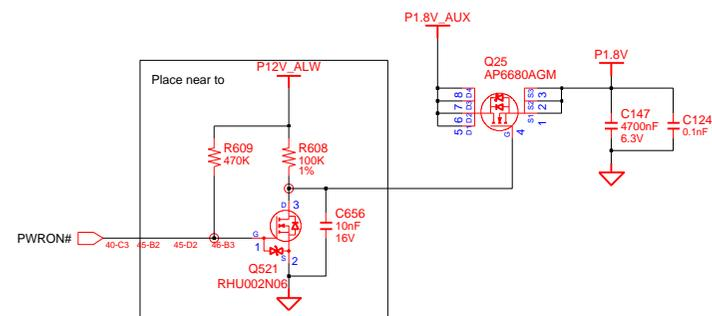 P1.8V_AUX
Q25
AP6680AGM
P1.8V
Place near to
P12V_ALW
8 D4
7 D3
6 D2
5 D1
S3 3
S2 2
S1 1
G 4
C147
4700nF
6.3V
C124
0.1nF
R609
470K
R608
100K
1%
D 3
C656
10nF
16V
PWRON#
40-C3 45-B2 45-D2 46-B3
G
1
S 2
Q521
RHU002N06